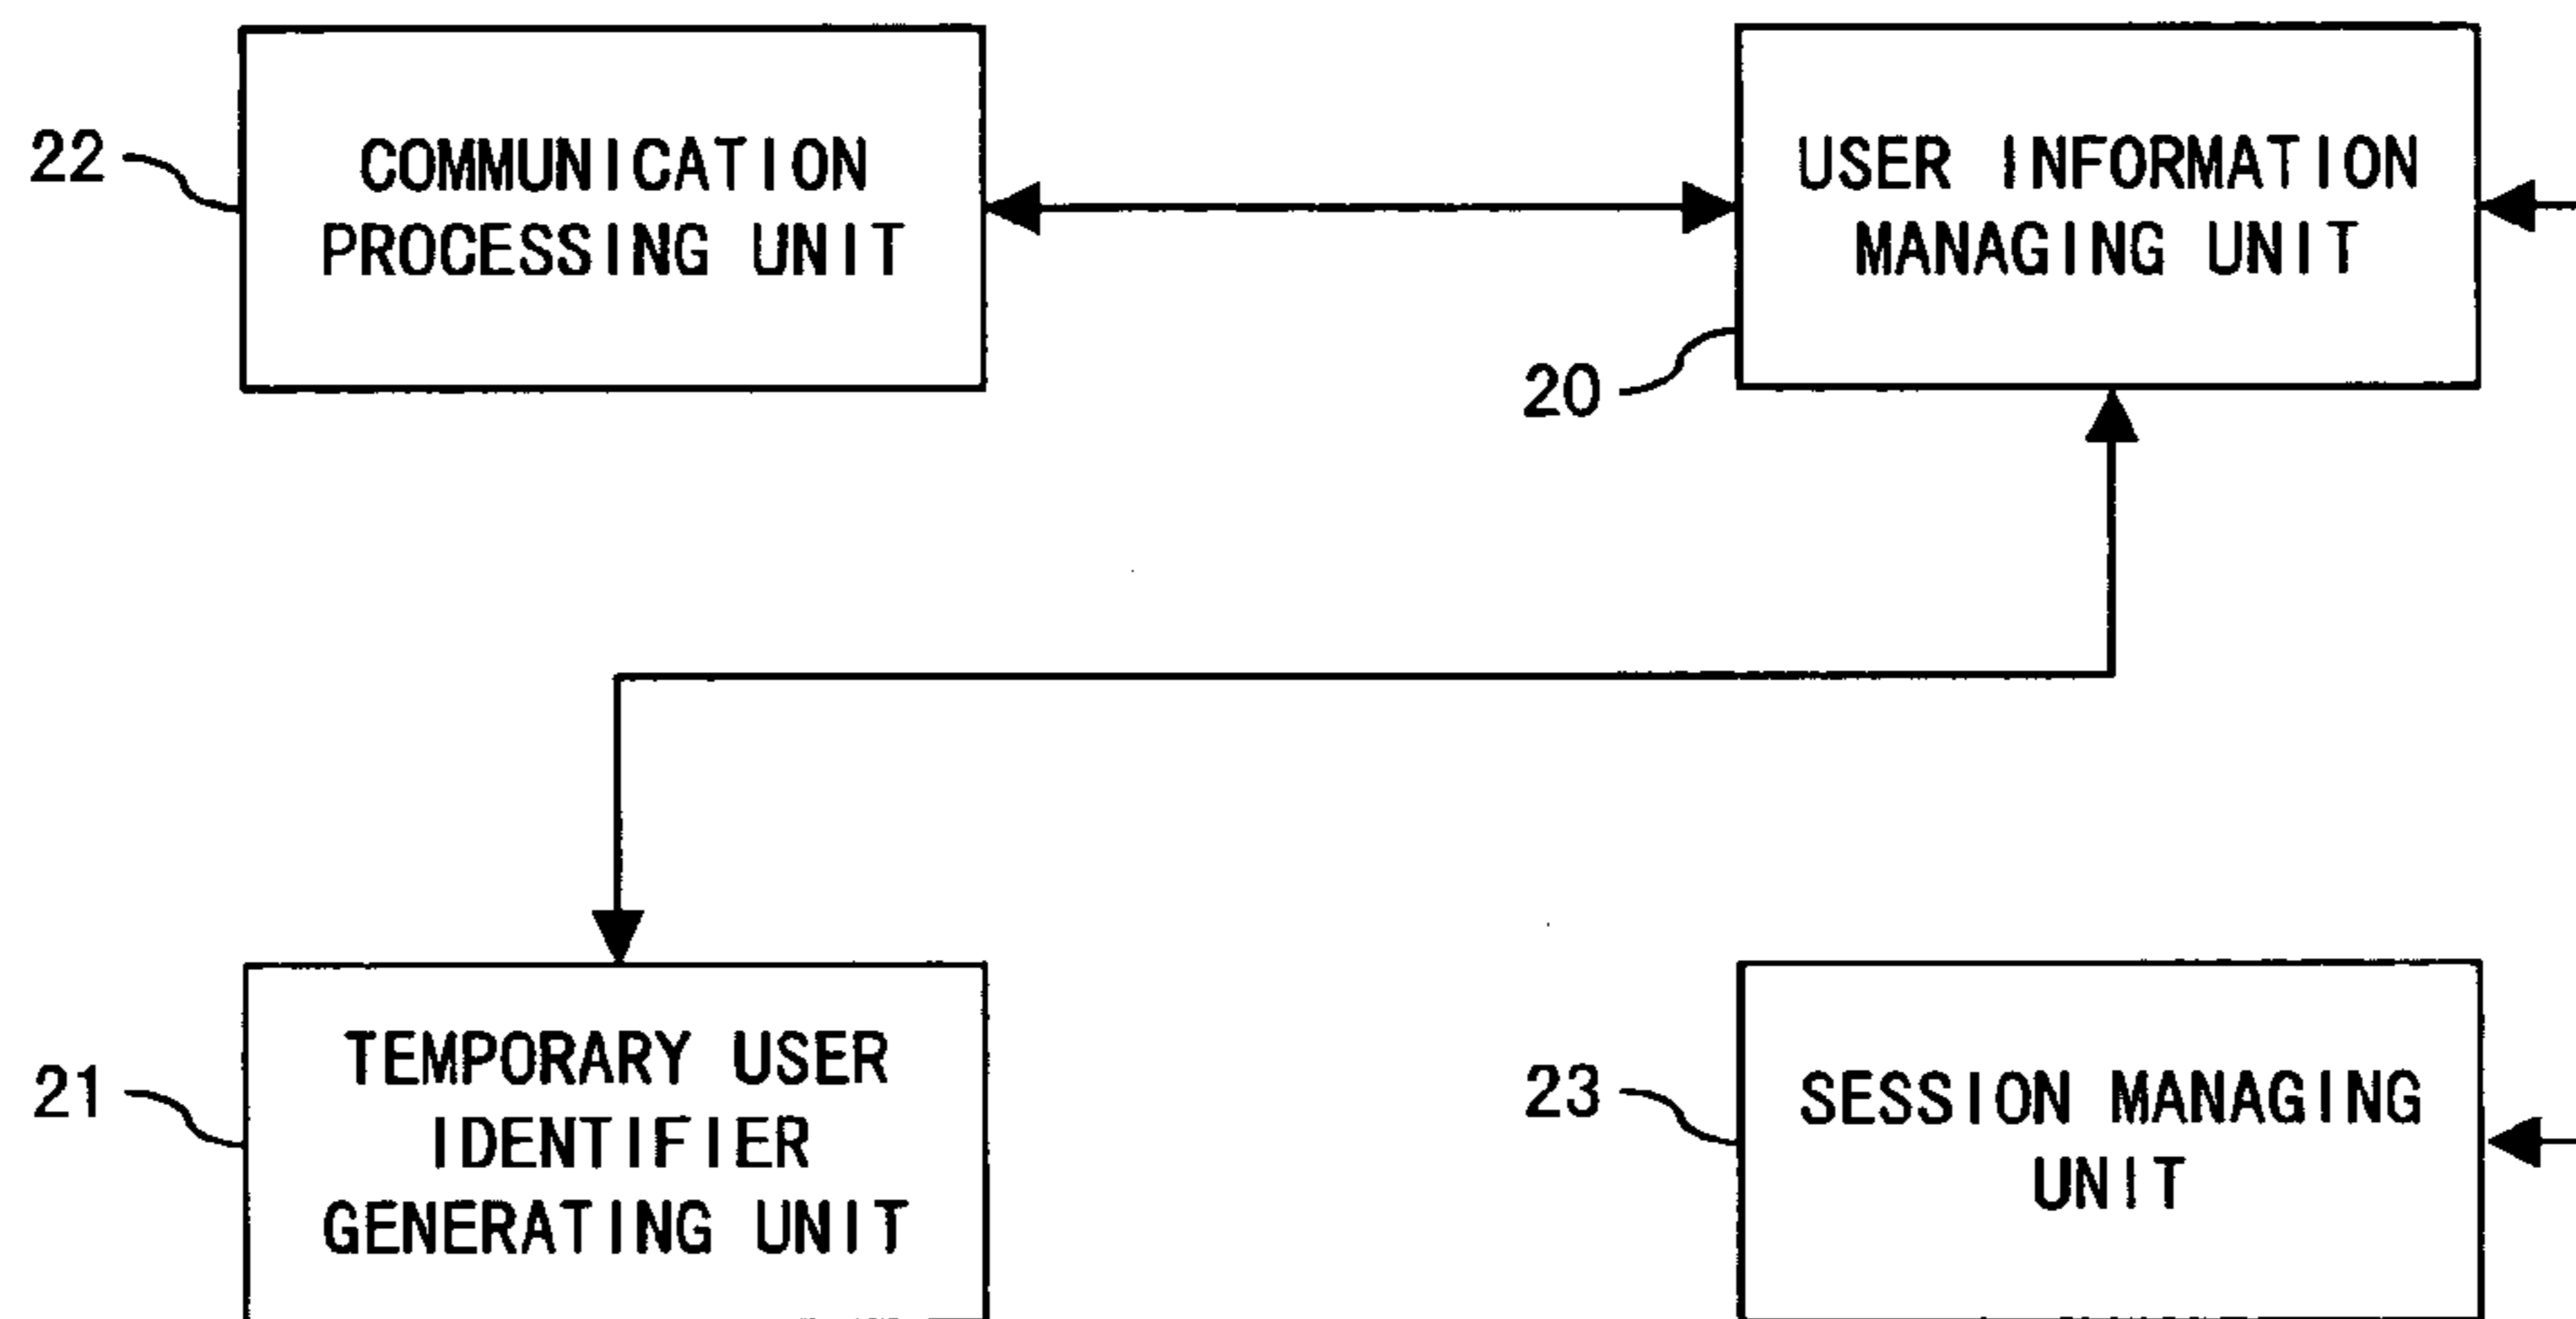 22
COMMUNICATION
PROCESSING UNIT
USER INFORMATION
MANAGING UNIT
20
21
TEMPORARY USER
IDENTIFIER
GENERATING UNIT
23
SESSION MANAGING
UNIT